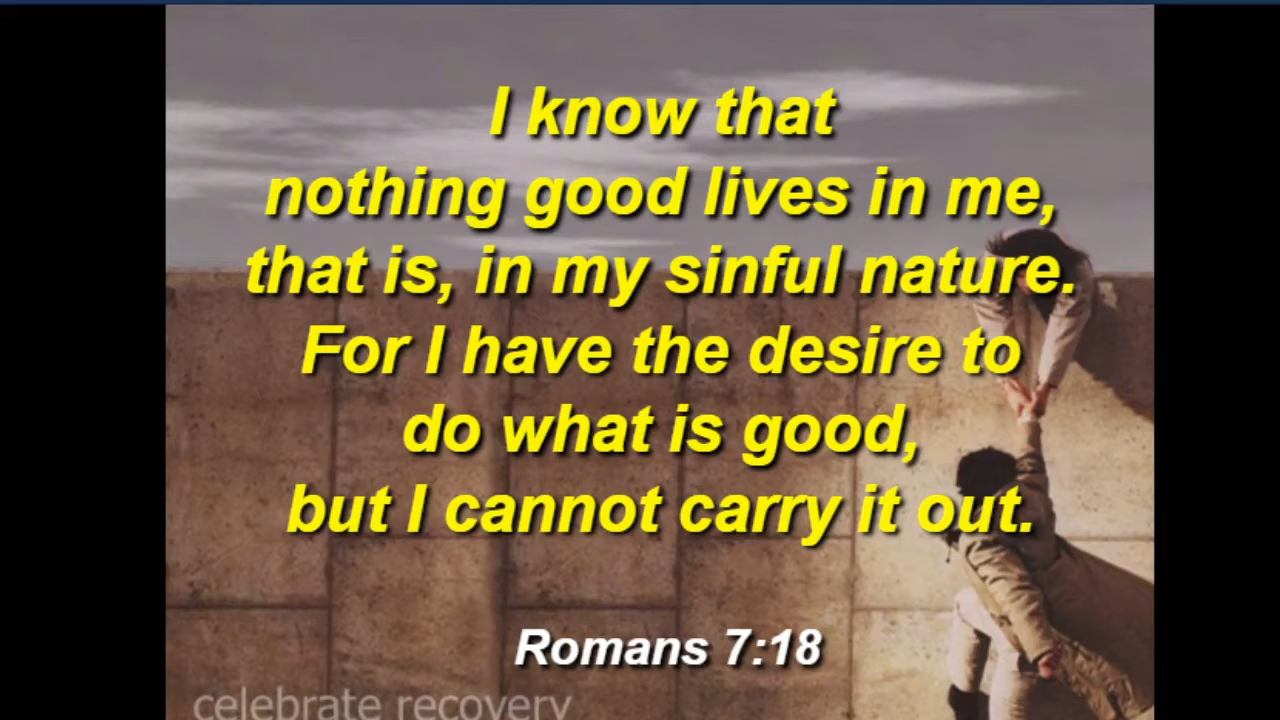 I know that
nothing good lives in me,
that is, in my sinful nature.
For I have the desire to
do what is good,
but I cannot carry it out.
Romans 7:18
celebrate recovery